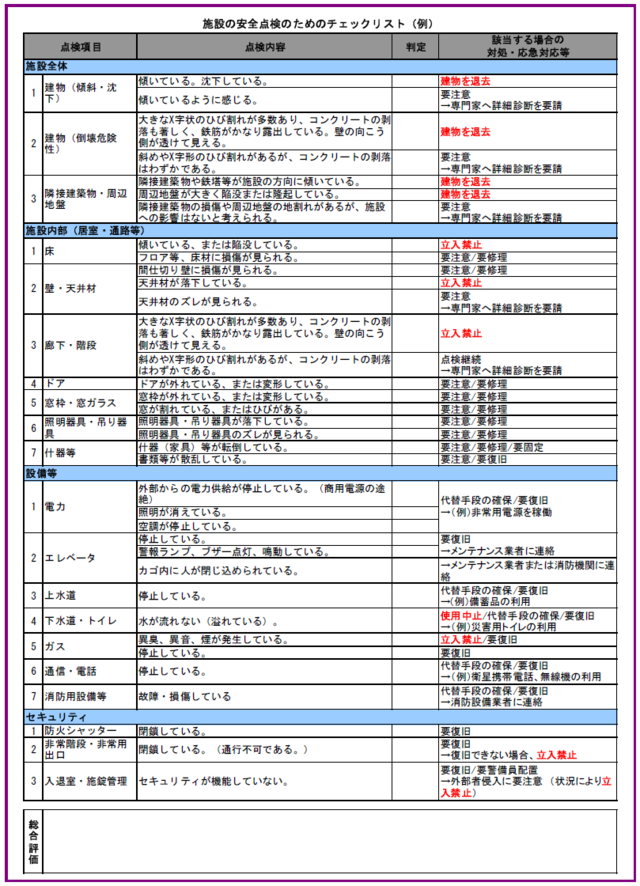 施設の安全点検のためのチェックリスト（例）
点検項目 点検内容 判定 該当する場合の
対処・応急対応等
施設全体
1 建物（傾斜・沈
下）
傾いている。沈下している。 建物を退去
傾いているように感じる。 要注意
→専門家へ詳細診断を要請
2 建物（倒壊危険
性）
大きなX字状のひび割れが多数あり、コンクリートの剥
落も著しく、鉄筋がかなり露出している。壁の向こう
側が透けて見える。
建物を退去
斜めやX字形のひび割れがあるが、コンクリートの剥落
はわずかである。
要注意
→専門家へ詳細診断を要請
3 隣接建築物・周辺
地盤
隣接建築物や鉄塔等が施設の方向に傾いている。 建物を退去
周辺地盤が大きく陥没または隆起している。 建物を退去
隣接建築物の損傷や周辺地盤の地割れがあるが、施設
への影響はないと考えられる。
要注意
→専門家へ詳細診断を要請
施設内部（居室・通路等）
1 床
傾いている、または陥没している。 立入禁止
フロア等、床材に損傷が見られる。 要注意/要修理
2 壁・天井材
間仕切り壁に損傷が見られる。 要注意/要修理
天井材が落下している。 立入禁止
天井材のズレが見られる。 要注意
→専門家へ詳細診断を要請
3 廊下・階段
大きなX字状のひび割れが多数あり、コンクリートの剥
落も著しく、鉄筋がかなり露出している。壁の向こう
側が透けて見える。
立入禁止
斜めやX字形のひび割れがあるが、コンクリートの剥落
はわずかである。
点検継続
→専門家へ詳細診断を要請
4 ドア ドアが外れている、または変形している。 要注意/要修理
5 窓枠・窓ガラス
窓枠が外れている、または変形している。 要注意/要修理
窓が割れている、またはひびがある。 要注意/要修理
6 照明器具・吊り器
具
照明器具・吊り器具が落下している。 要注意/要修理
照明器具・吊り器具のズレが見られる。 要注意/要修理
7 什器等
什器（家具）等が転倒している。 要注意/要修理/要固定
書類等が散乱している。 要注意/要復旧
設備等
1 電力
外部からの電力供給が停止している。（商用電源の途
絶）
照明が消えている。
空調が停止している。
代替手段の確保/要復旧
→(例)非常用電源を稼働
2 エレベータ
停止している。
警報ランプ、ブザー点灯、鳴動している。
要復旧
→メンテナンス業者に連絡
カゴ内に人が閉じ込められている。
→メンテナンス業者または消防機関に連
絡
3 上水道 停止している。 代替手段の確保/要復旧
→(例)備蓄品の利用
4 下水道・トイレ 水が流れない（溢れている）。 使用中止/代替手段の確保/要復旧
→(例)災害用トイレの利用
5 ガス
異臭、異音、煙が発生している。 立入禁止/要復旧
停止している。 要復旧
6 通信・電話 停止している。 代替手段の確保/要復旧
→(例)衛星携帯電話、無線機の利用
7 消防用設備等 故障・損傷している 代替手段の確保/要復旧
→消防設備業者に連絡
セキュリティ
1 防火シャッター 閉鎖している。 要復旧
2 非常階段・非常用
出口
閉鎖している。（通行不可である。） 要復旧
→復旧できない場合、立入禁止
3 入退室・施錠管理 セキュリティが機能していない。
要復旧/要警備員配置
→外部者侵入に要注意（状況により立
入禁止）
総合評価